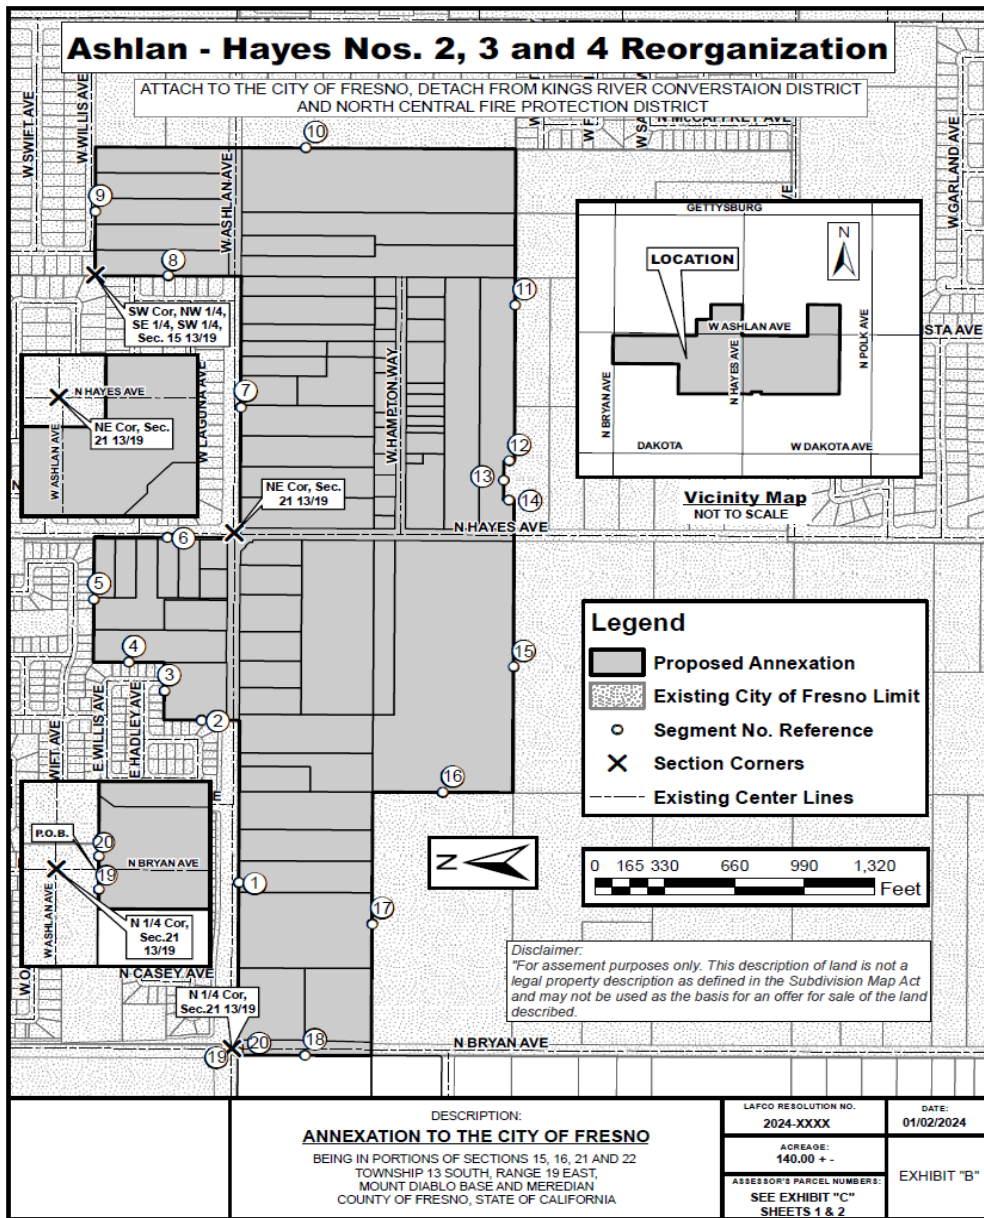 Ashlan - Hayes Nos. 2, 3 and 4 Reorganization
ATTACH TO THE CITY OF FRESNO, DETACH FROM KINGS RIVER CONVERSTAION DISTRICT
AND NORTH CENTRAL FIRE PROTECTION DISTRICT
N MCCAFFREY AVE
W SWIFT AVE
W WILLIS AVE
W ASHLAN AVE
W GARLAND AVE
10
9
8
SW Cor, NW 1/4,
SE 1/4, SW 1/4,
Sec. 15 13/19
11
GETTYSBURG
N
LOCATION
W ASHLAN AVE
N HAYES AVE
N POLK AVE
N BRYAN AVE
DAKOTA
W DAKOTA AVE
Vicinity Map
NOT TO SCALE
STA AVE
N HAYES AVE
NE Cor, Sec.
21 13/19
W ASHLAN AVE
W LAGUNA AVE
7
W HAMPTON WAY
12
13
14
NE Cor, Sec.
21 13/19
N HAYES AVE
6
5
4
3
2
15
E WILLIS AVE
E HADLEY AVE
WIFT AVE
Legend
Proposed Annexation
Existing City of Fresno Limit
Segment No. Reference
Section Corners
Existing Center Lines
16
P.O.B.
20
19
N BRYAN AVE
W ASHLAN AVE
N 1/4 Cor,
Sec.21
13/19
1
N
0 165 330 660 990 1,320
Feet
17
Disclaimer:
"For assement purposes only. This description of land is not a
legal property description as defined in the Subdivision Map Act
and may not be used as the basis for an offer for sale of the land
described.
N CASEY AVE
N 1/4 Cor,
Sec.21 13/19
19
20
18
N BRYAN AVE
DESCRIPTION:
ANNEXATION TO THE CITY OF FRESNO
BEING IN PORTIONS OF SECTIONS 15, 16, 21 AND 22
TOWNSHIP 13 SOUTH, RANGE 19 EAST,
MOUNT DIABLO BASE AND MEREDIAN
COUNTY OF FRESNO, STATE OF CALIFORNIA
LAFCO RESOLUTION NO.
2024-XXXX
DATE:
01/02/2024
ACREAGE:
140.00 + -
EXHIBIT "B"
ASSESSOR'S PARCEL NUMBERS:
SEE EXHIBIT "C"
SHEETS 1 & 2